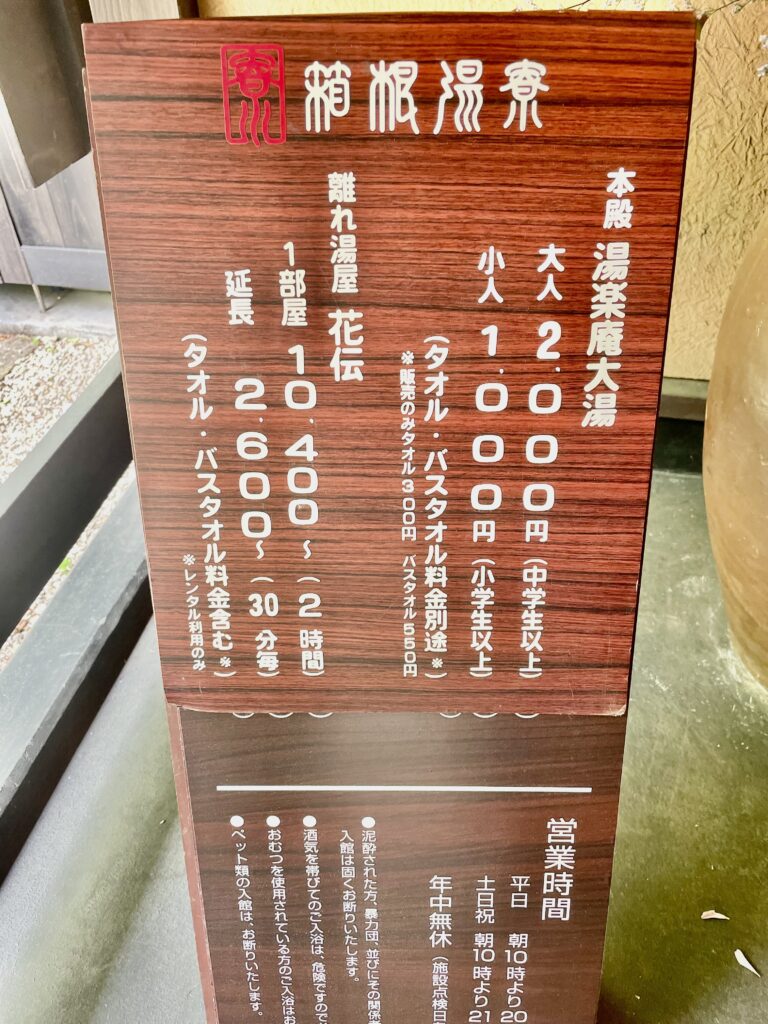 箱根湯寮
本殿 湯楽庵大湯
大人 2,000円(中学生以上)
小人 1,000円(小学生以上)
(タオル・バスタオル料金別途※)
※販売のみタオル300円 バスタオル550円
離れ湯屋 花伝
1部屋 10,400〜(2時間)
延長 2,600〜(30分毎)
(タオル・バスタオル料金含む※)
※レンタル利用のみ
営業時間
平日 朝10時より20
土日祝 朝10時より21
年中無休(施設点検日
●泥酔された方、暴力団、並びにその関係者
入館は固くお断りいたします。
●酒気を帯びてのご入浴は、危険ですので
●おむつを使用されている方のご入浴はお
●ペット類の入館は、お断りいたします。